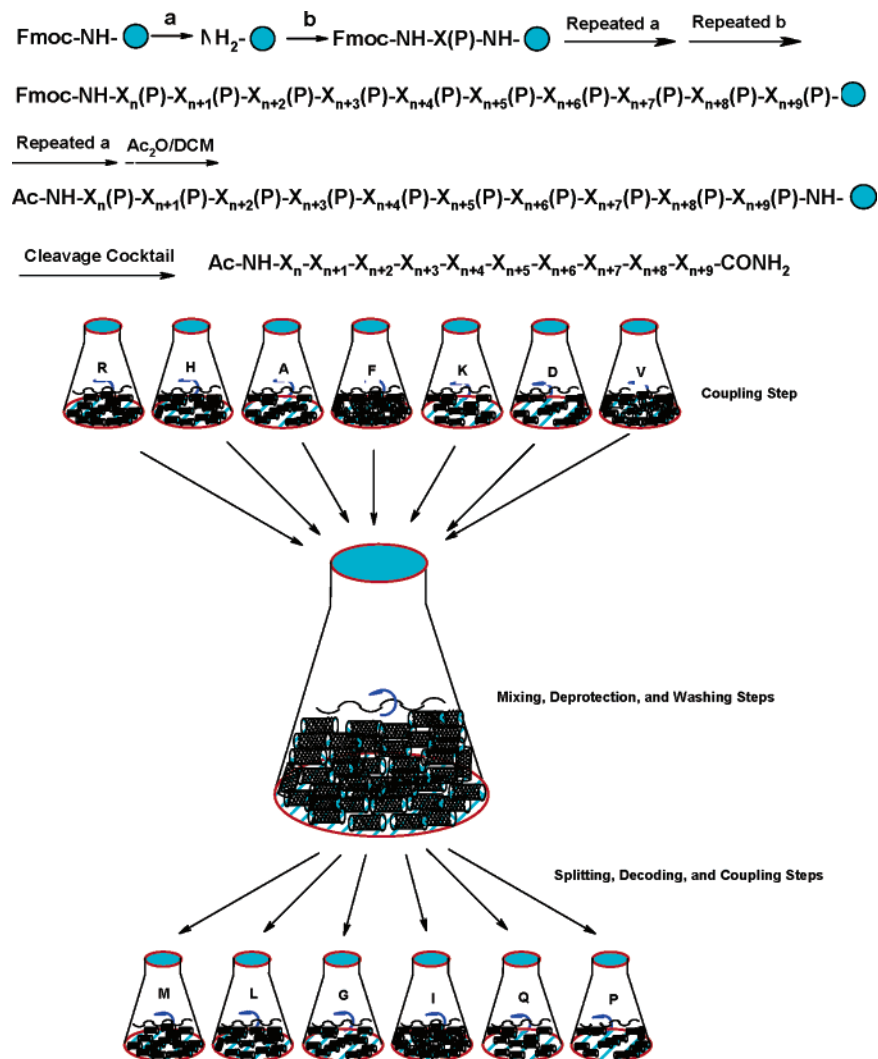 Fmoc-NH- a NH2- b Fmoc-NH-X(P)-NH- Repeated a Repeated b
Fmoc-NH-Xn(P)-Xn+1(P)-Xn+2(P)-Xn+3(P)-Xn+4(P)-Xn+5(P)-Xn+6(P)-Xn+7(P)-Xn+8(P)-Xn+9(P)-
Repeated a Ac2O/DCM
Ac-NH-Xn(P)-Xn+1(P)-Xn+2(P)-Xn+3(P)-Xn+4(P)-Xn+5(P)-Xn+6(P)-Xn+7(P)-Xn+8(P)-Xn+9(P)-NH-
Cleavage Cocktail Ac-NH-Xn-Xn+1-Xn+2-Xn+3-Xn+4-Xn+5-Xn+6-Xn+7-Xn+8-Xn+9-CONH2
R H A F K D V
Coupling Step
Mixing, Deprotection, and Washing Steps
Splitting, Decoding, and Coupling Steps
M L G I Q P